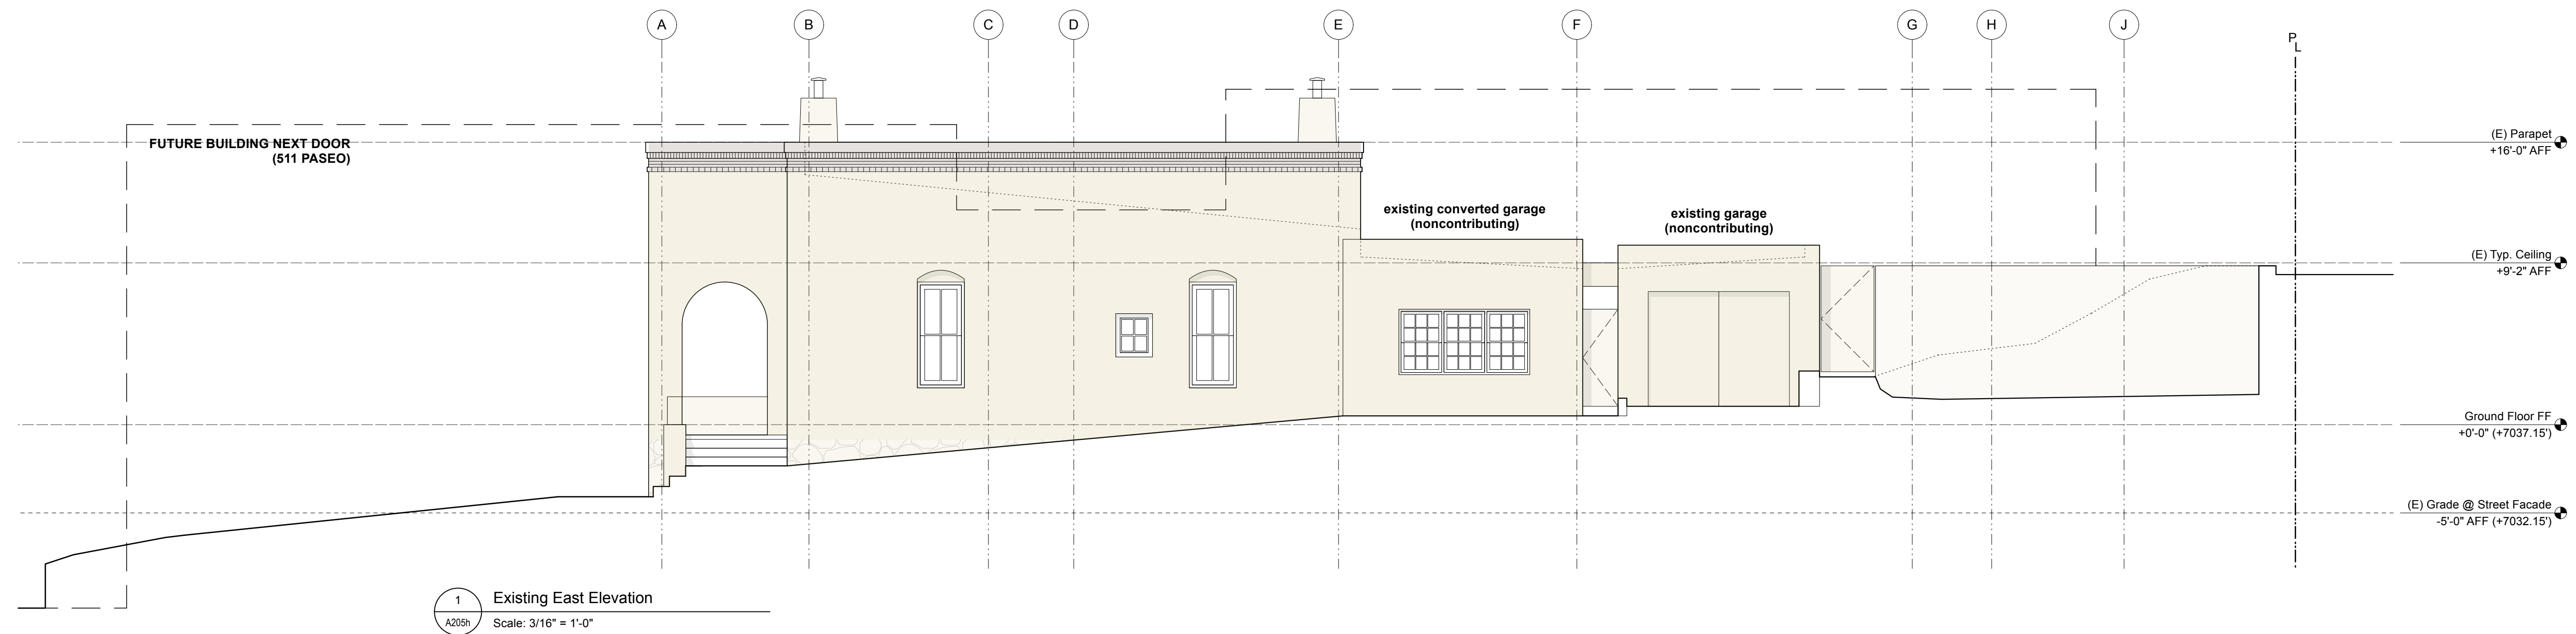 A
B
C
D
E
F
G
H
J
P
L
FUTURE BUILDING NEXT DOOR
(511 PASEO)
existing converted garage
(noncontributing)
existing garage
(noncontributing)
(E) Parapet
+16'-0" AFF
(E) Typ. Ceiling
+9'-2" AFF
Ground Floor FF
+0'-0" (+7037.15')
(E) Grade @ Street Facade
-5'-0" AFF (+7032.15')
1
A205h
Existing East Elevation
Scale: 3/16" = 1'-0"